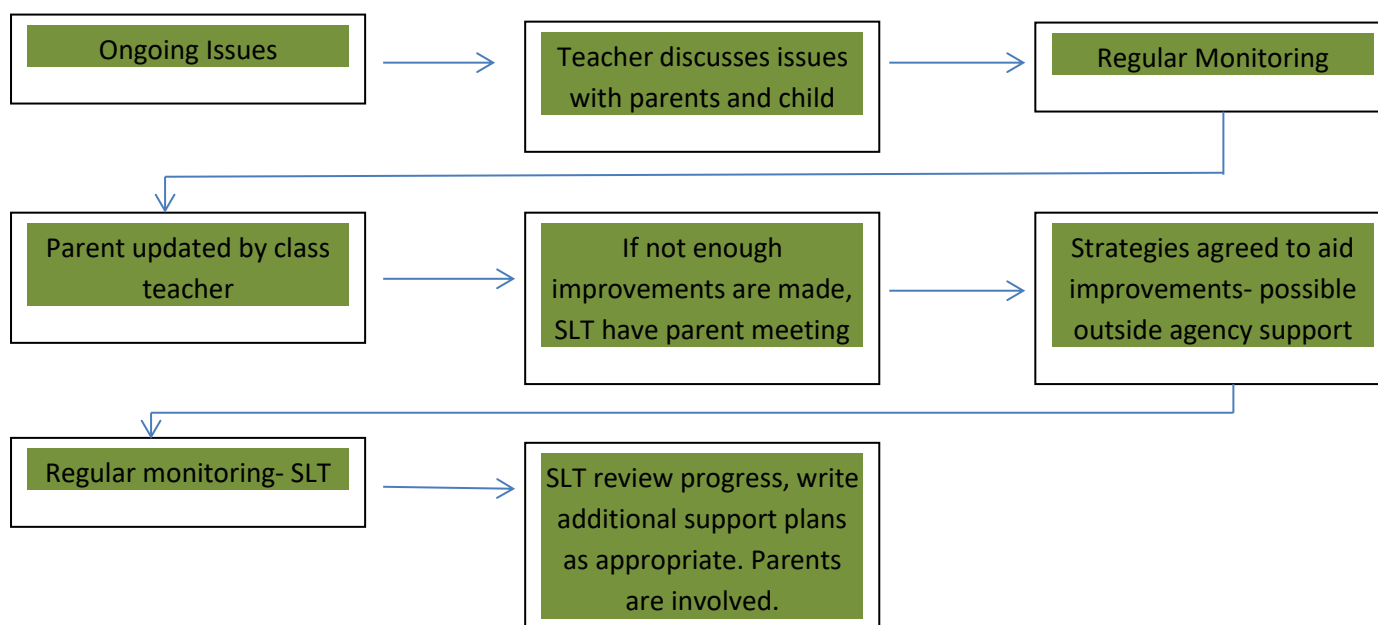 Ongoing Issues
Teacher discusses issues
with parents and child
Regular Monitoring
Parent updated by class
teacher
If not enough
improvements are made,
SLT have parent meeting
Strategies agreed to aid
improvements- possible
outside agency support
Regular monitoring- SLT
SLT review progress, write
additional support plans
as appropriate. Parents
are involved.